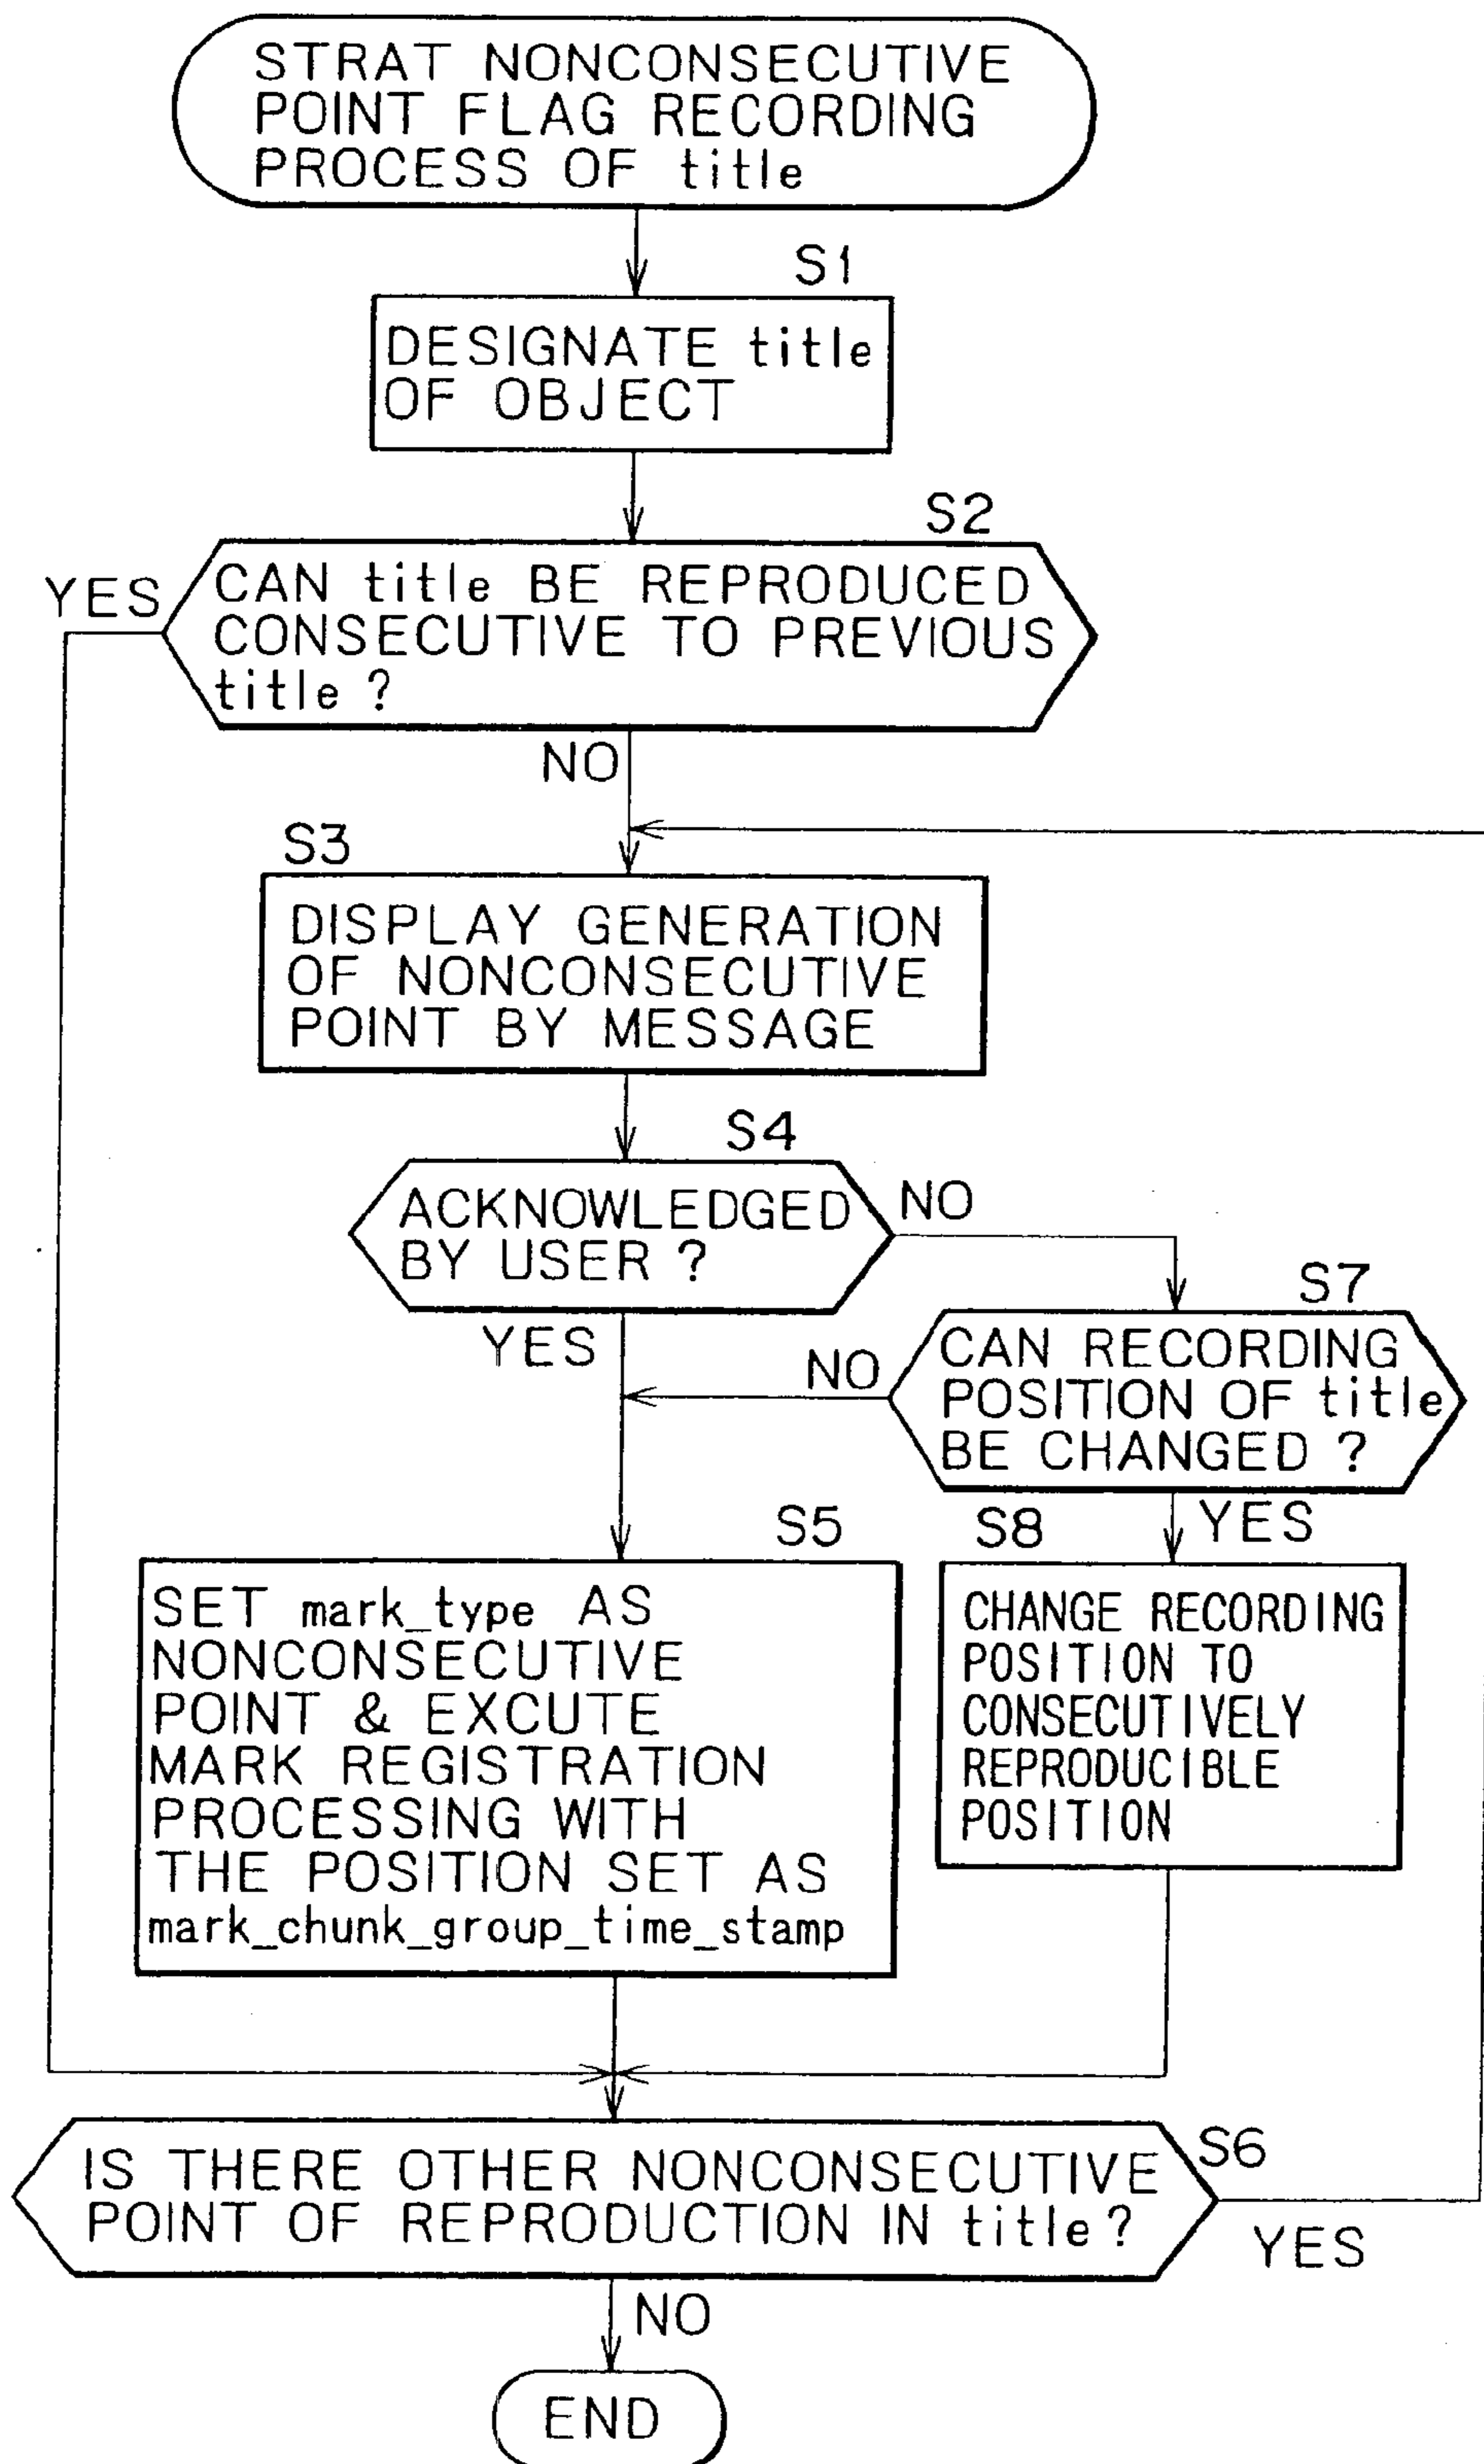 STRAT NONCONSECUTIVE
POINT FLAG RECORDING
PROCESS OF title
S1
DESIGNATE title
OF OBJECT
S2
YES
CAN title BE REPRODUCED
CONSECUTIVE TO PREVIOUS
title ?
NO
S3
DISPLAY GENERATION
OF NONCONSECUTIVE
POINT BY MESSAGE
S4
ACKNOWLEDGED
BY USER ?
NO
YES
S7
CAN RECORDING
POSITION OF title
BE CHANGED ?
NO
YES
S5
SET mark_type AS
NONCONSECUTIVE
POINT & EXCUTE
MARK REGISTRATION
PROCESSING WITH
THE POSITION SET AS
mark_chunk_group_time_stamp
S8
CHANGE RECORDING
POSITION TO
CONSECUTIVELY
REPRODUCIBLE
POSITION
S6
IS THERE OTHER NONCONSECUTIVE
POINT OF REPRODUCTION IN title ?
YES
NO
END